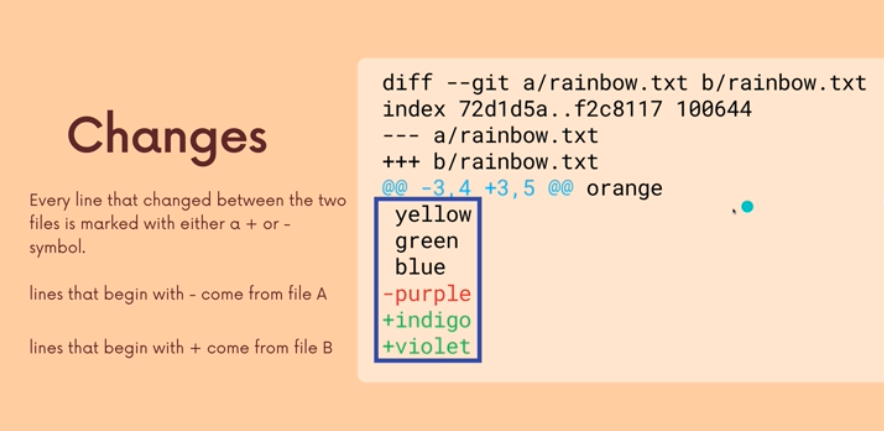 Changes
Every line that changed between the two
files is marked with either a + or -
symbol.
lines that begin with - come from file A
lines that begin with + come from file B
diff --git a/rainbow.txt b/rainbow.txt
index 72d1d5a..f2c8117 100644
--- a/rainbow.txt
+++ b/rainbow.txt
@@ -3,4 +3,5 @@ orange
 yellow
 green
 blue
-purple
+indigo
+violet